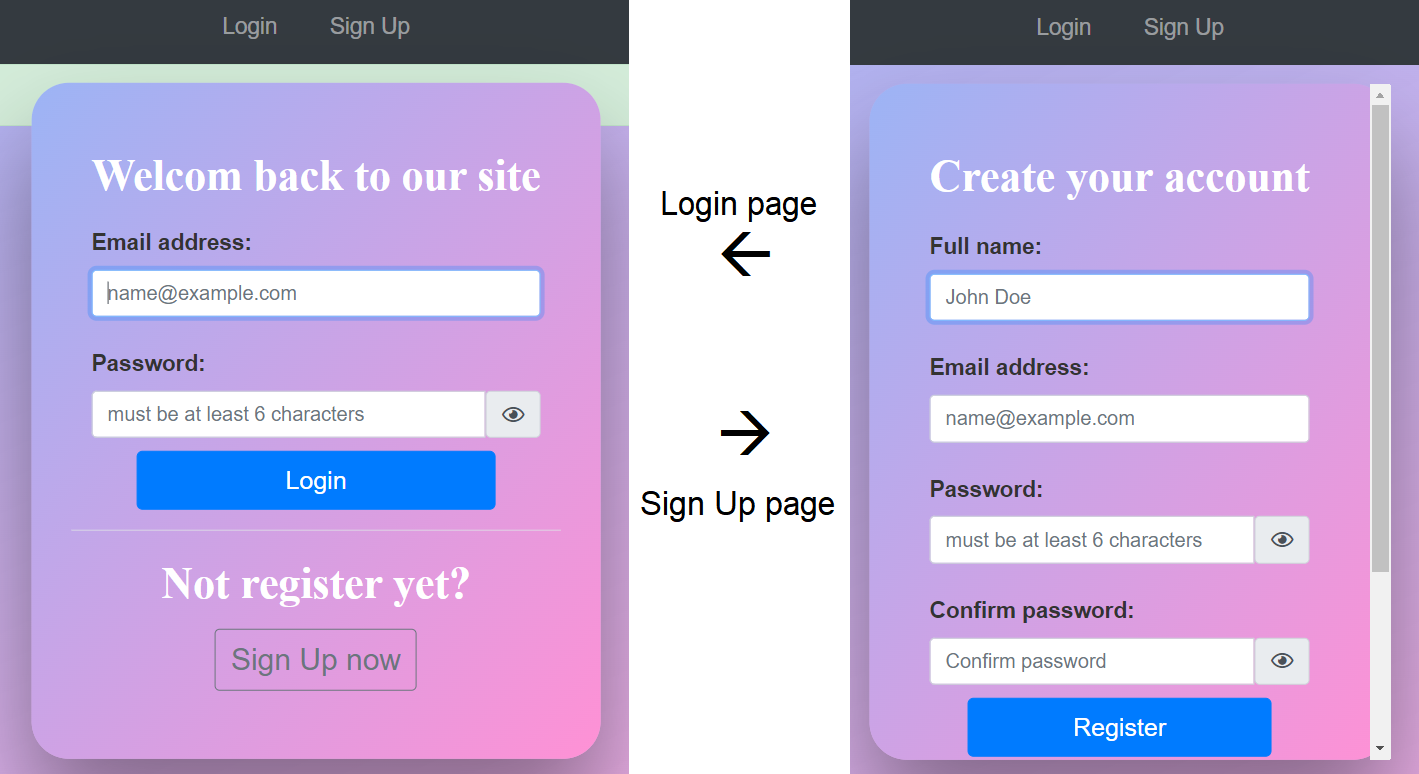 Login Sign Up
Welcom back to our site
Email address:
name@example.com
Password:
must be at least 6 characters
Login
Not register yet?
Sign Up now
Login page
Sign Up page
Login Sign Up
Create your account
Full name:
John Doe
Email address:
name@example.com
Password:
must be at least 6 characters
Confirm password:
Confirm password
Register